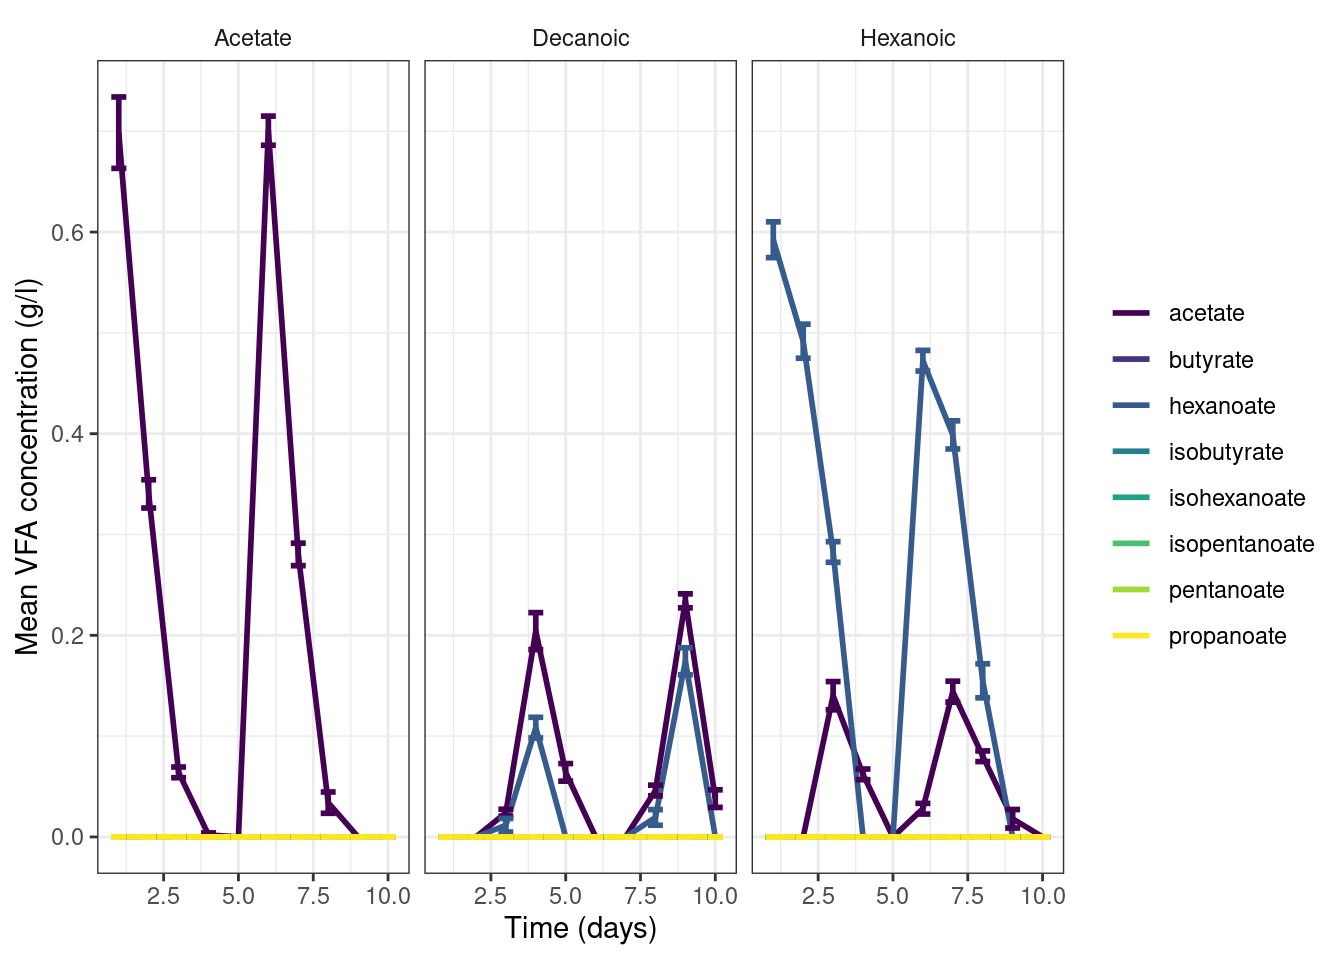 Acetate Decanoic Hexanoic
Mean VFA concentration (g/l)
0.6
0.4
0.2
0.0
2.5 5.0 7.5 10.0 2.5 5.0 7.5 10.0 2.5 5.0 7.5 10.0
Time (days)
acetate
butyrate
hexanoate
isobutyrate
isohexanoate
isopentanoate
pentanoate
propanoate